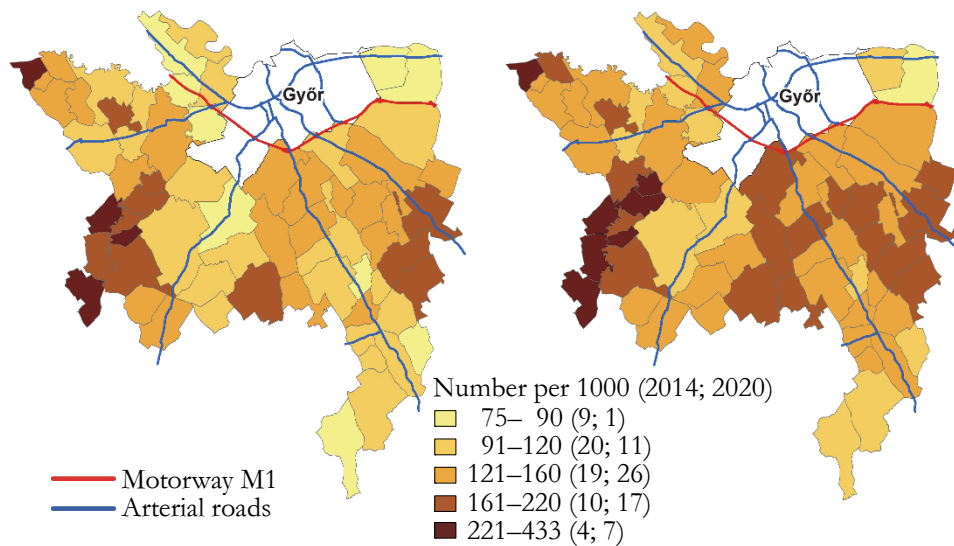 Győr
Győr
Number per 1000 (2014; 2020)
75– 90 (9; 1)
91–120 (20; 11)
121–160 (19; 26)
161–220 (10; 17)
221–433 (4; 7)
Motorway M1
Arterial roads